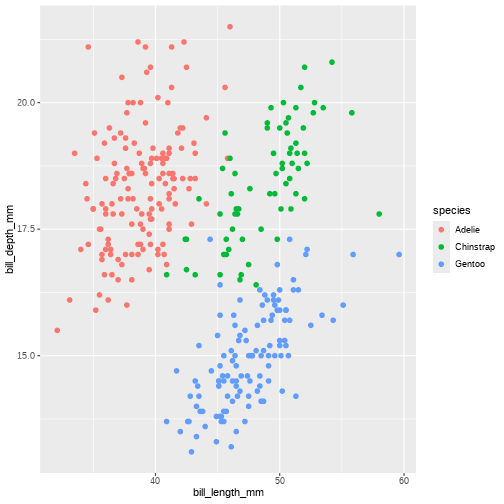 20.0
17.5
15.0
bill_depth_mm
40
50
60
bill_length_mm
species
Adelie
Chinstrap
Gentoo